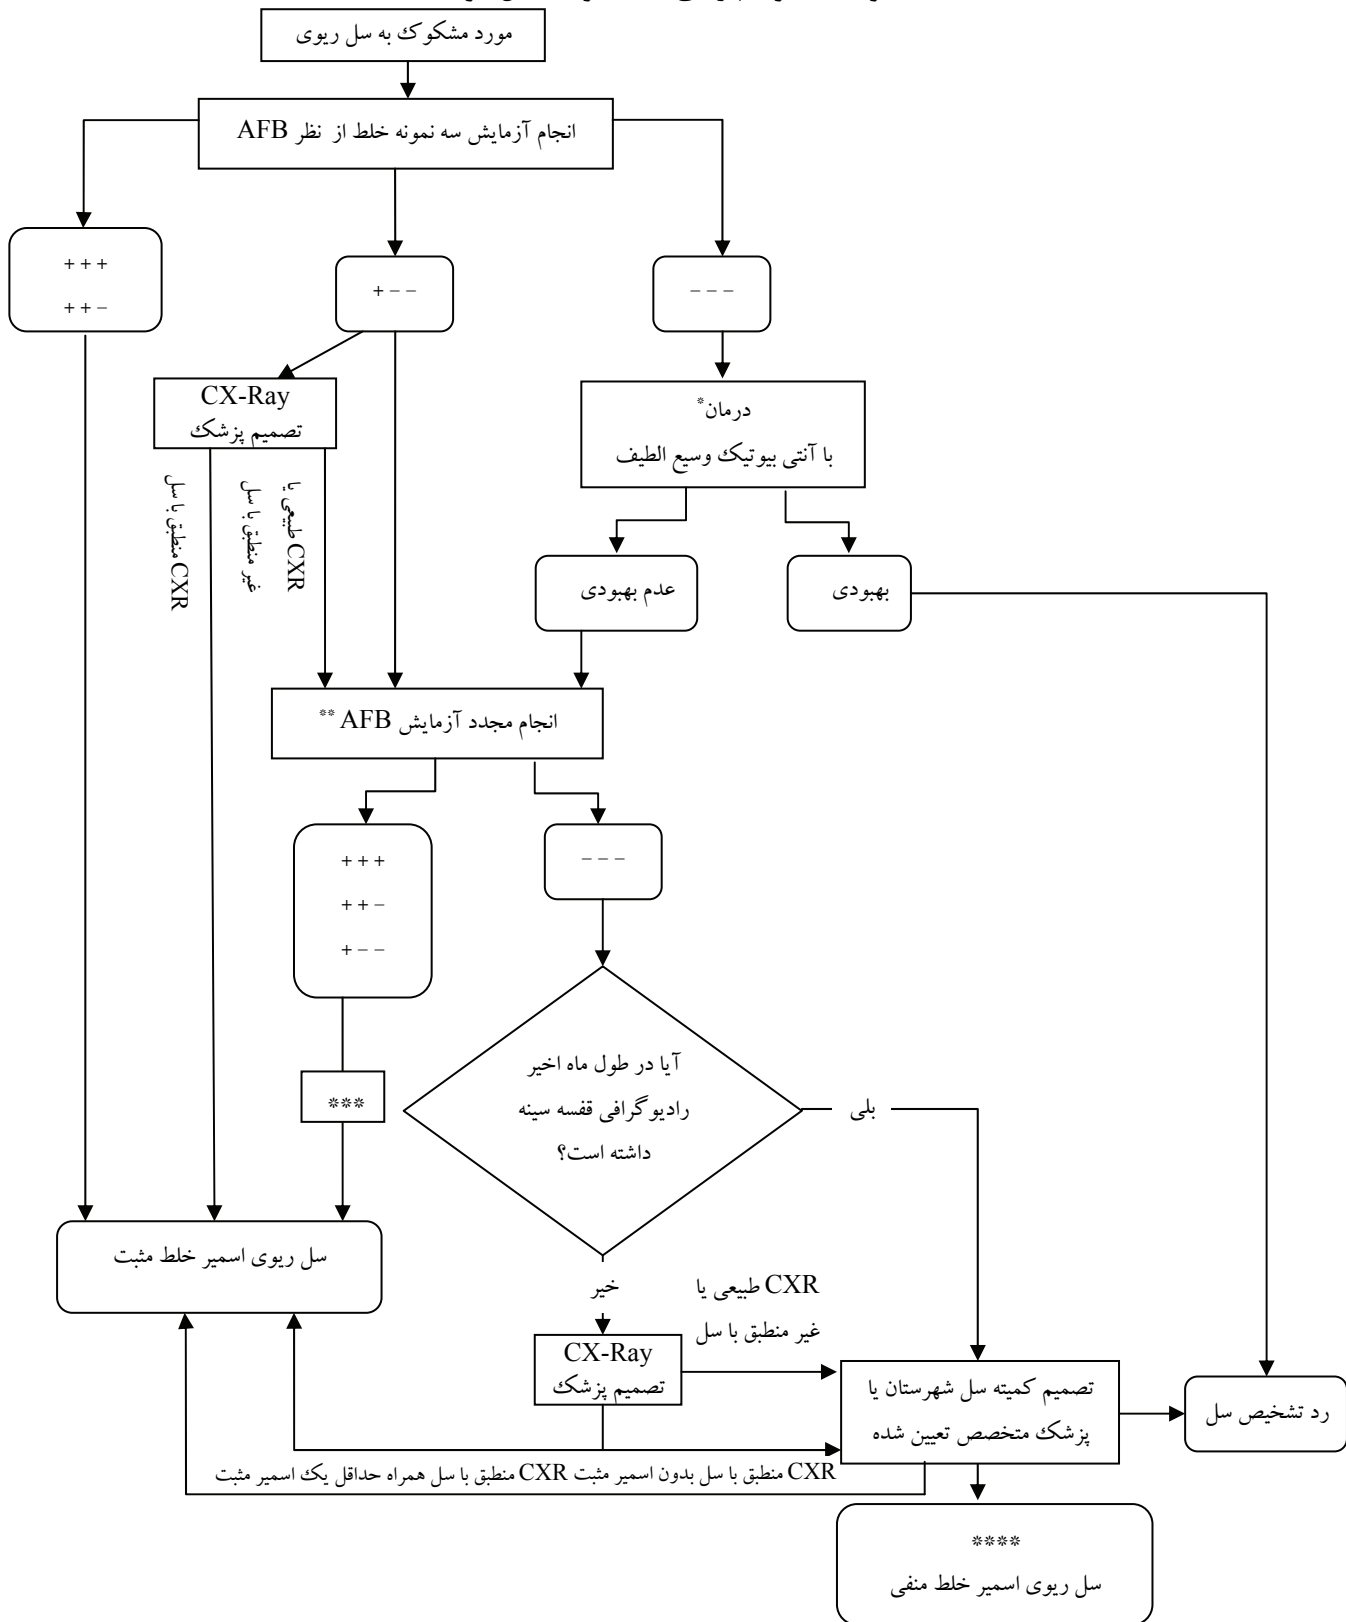 مورد مشکوک به سل ریوی
انجام آزمایش سه نمونه خلط از نظر AFB
+ + +
+ + –
+ – –
– – –
CX-Ray
تصمیم پزشک
درمان*
با آنتی بیوتیک وسیع الطیف
CXR منطبق با سل
CXR طبیعی یا
غیر منطبق با سل
عدم بهبودی
بهبودی
انجام مجدد آزمایش AFB **
+ + +
+ + –
+ – –
– – –
***
آیا در طول ماه اخیر
رادیوگرافی قفسه سینه
داشته است؟
بلی
خیر
سل ریوی اسمیر خلط مثبت
CXR طبیعی یا
غیر منطبق با سل
CX-Ray
تصمیم پزشک
تصمیم کمیته سل شهرستان یا
پزشک متخصص تعیین شده
رد تشخیص سل
CXR منطبق با سل بدون اسمیر مثبت CXR منطبق با سل همراه حداقل یک اسمیر مثبت
****
سل ریوی اسمیر خلط منفی